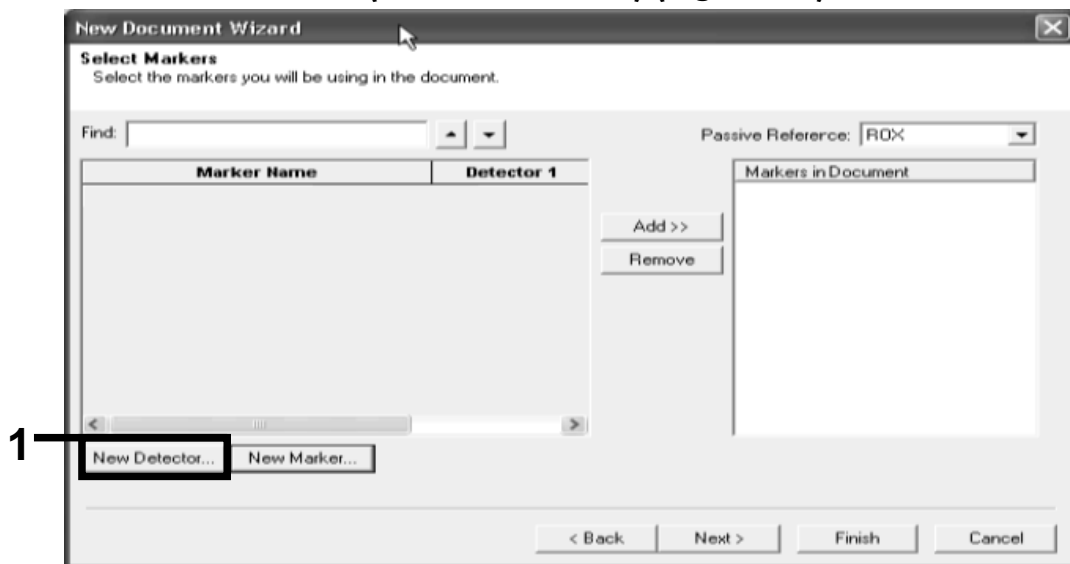 New Document Wizard
Select Markers
Select the markers you will be using in the document.
Find:
Passive Reference: ROX
Marker Name Detector 1
Markers in Document
Add >>
Remove
1
New Detector... New Marker...
< Back Next > Finish Cancel